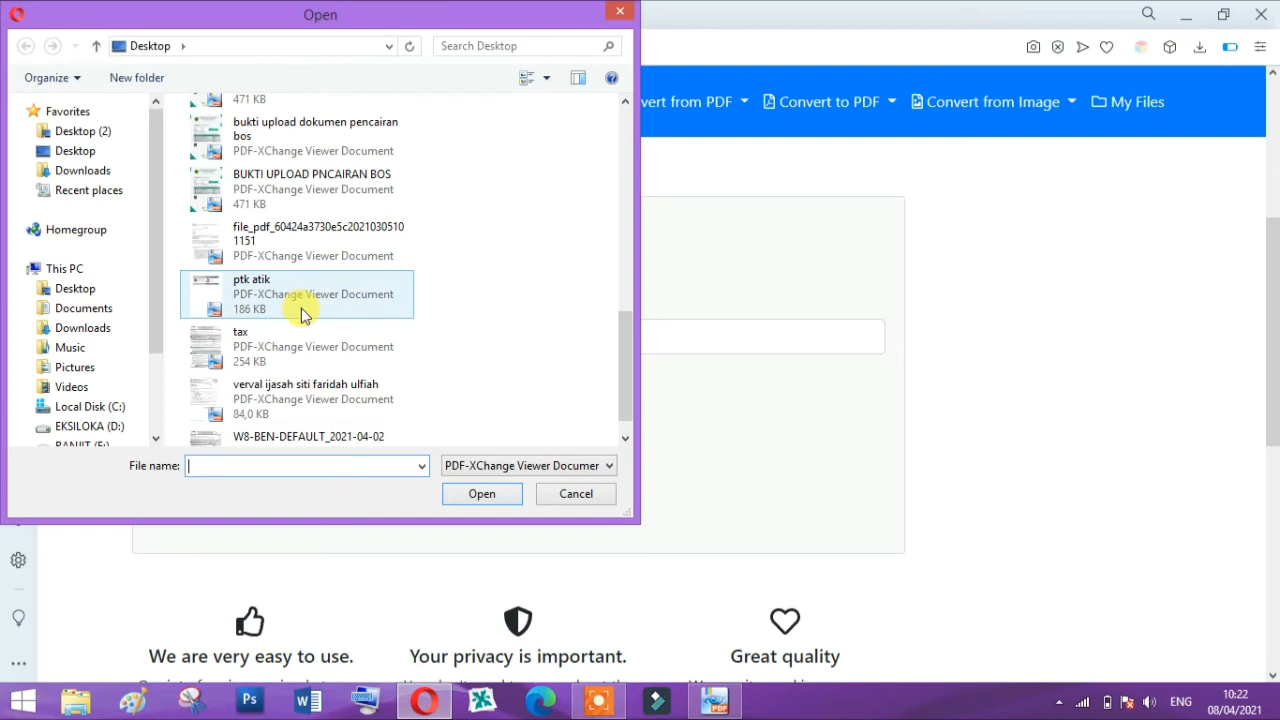 Open
Desktop
Search Desktop
Organize
New folder
Favorites
Desktop (2)
Desktop
Downloads
Recent places
Homegroup
This PC
Desktop
Documents
Downloads
Music
Pictures
Videos
Local Disk (C:)
EKSILOKA (D:)
471 KB
bukti upload dokumen pencairan
bos
PDF-XChange Viewer Document
BUKTI UPLOAD PNCAIRAN BOS
PDF-XChange Viewer Document
471 KB
file_pdf_60424a3730e5c2021030510
1151
PDF-XChange Viewer Document
ptk atik
PDF-XChange Viewer Document
186 KB
tax
PDF-XChange Viewer Document
254 KB
verval ijasah siti faridah ulliah
PDF-XChange Viewer Document
84,0 KB
W8-BEN-DEFAULT_2021-04-02
File name:
PDF-XChange Viewer Documer
Open
Cancel
vert from PDF
Convert to PDF
Convert from Image
My Files
We are very easy to use.
Your privacy is important.
Great quality
Ps
PDF
ENG
10:22
08/04/2021